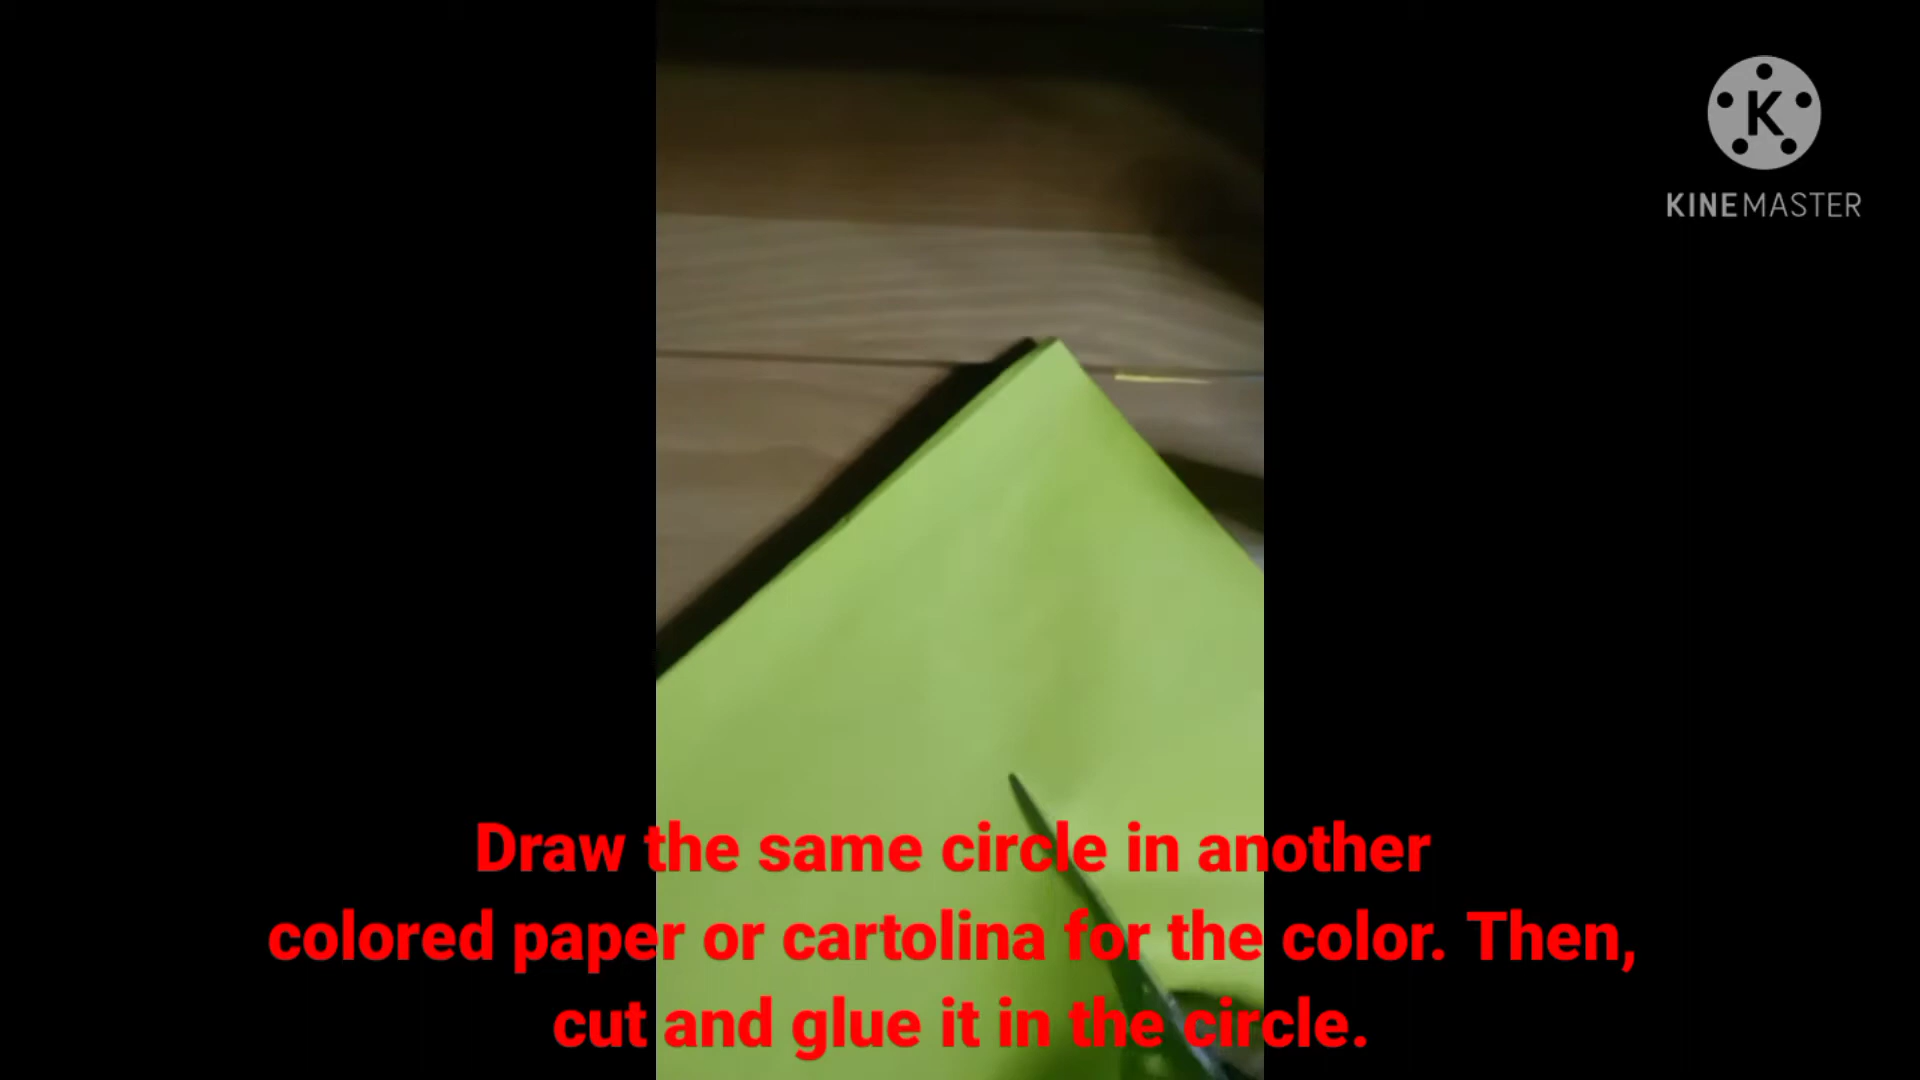 K
KINEMASTER
Draw the same circle in another
colored paper or cartolina for the color. Then,
cut and glue it in the circle.